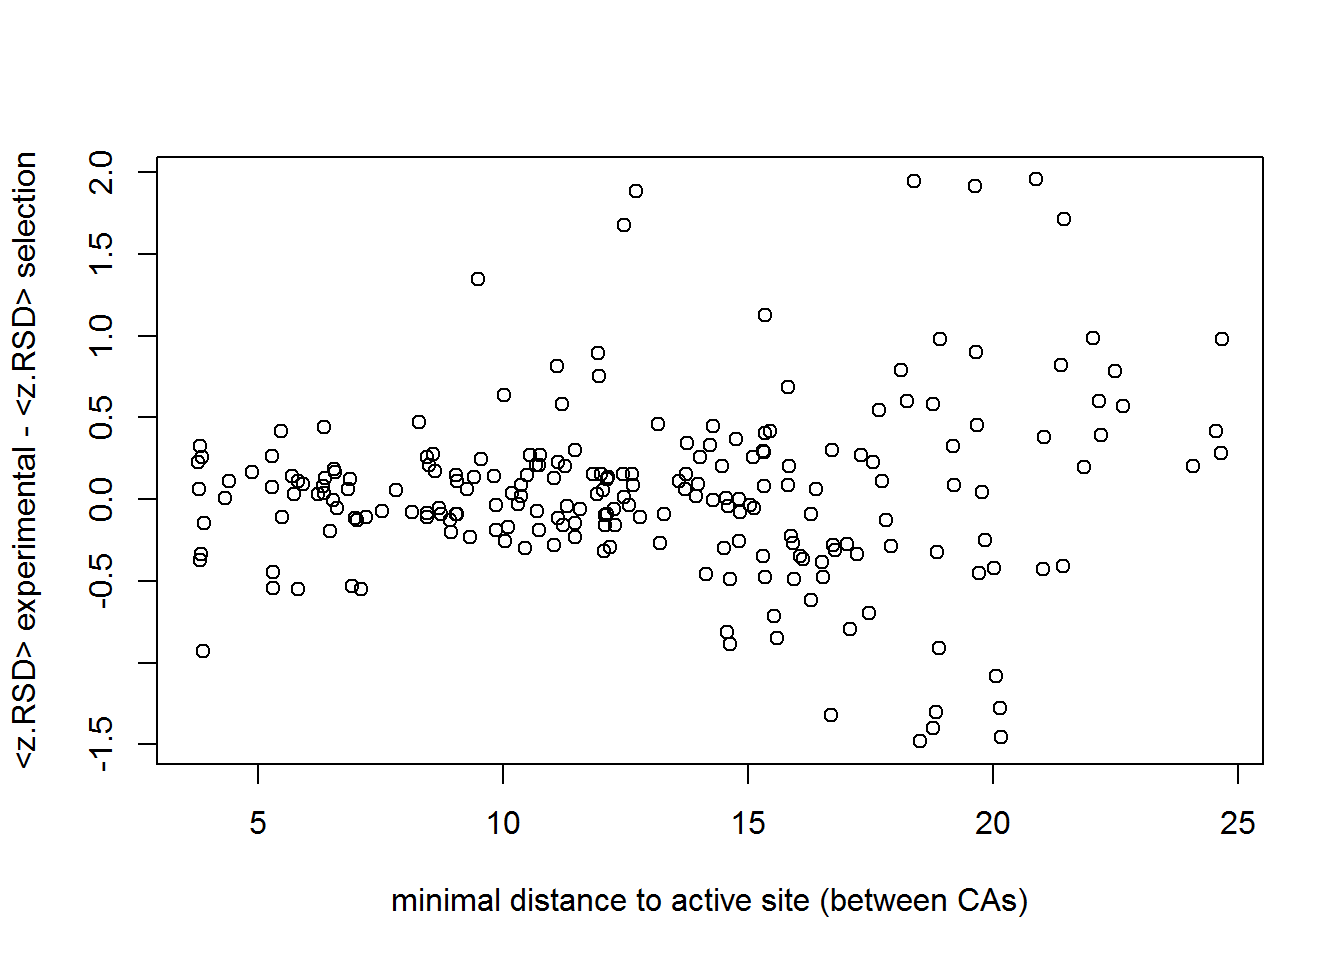 <z.RSD> experimental - <z.RSD> selection
2.0
1.5
1.0
0.5
0.0
-0.5
-1.5
5 10 15 20 25
minimal distance to active site (between CAs)